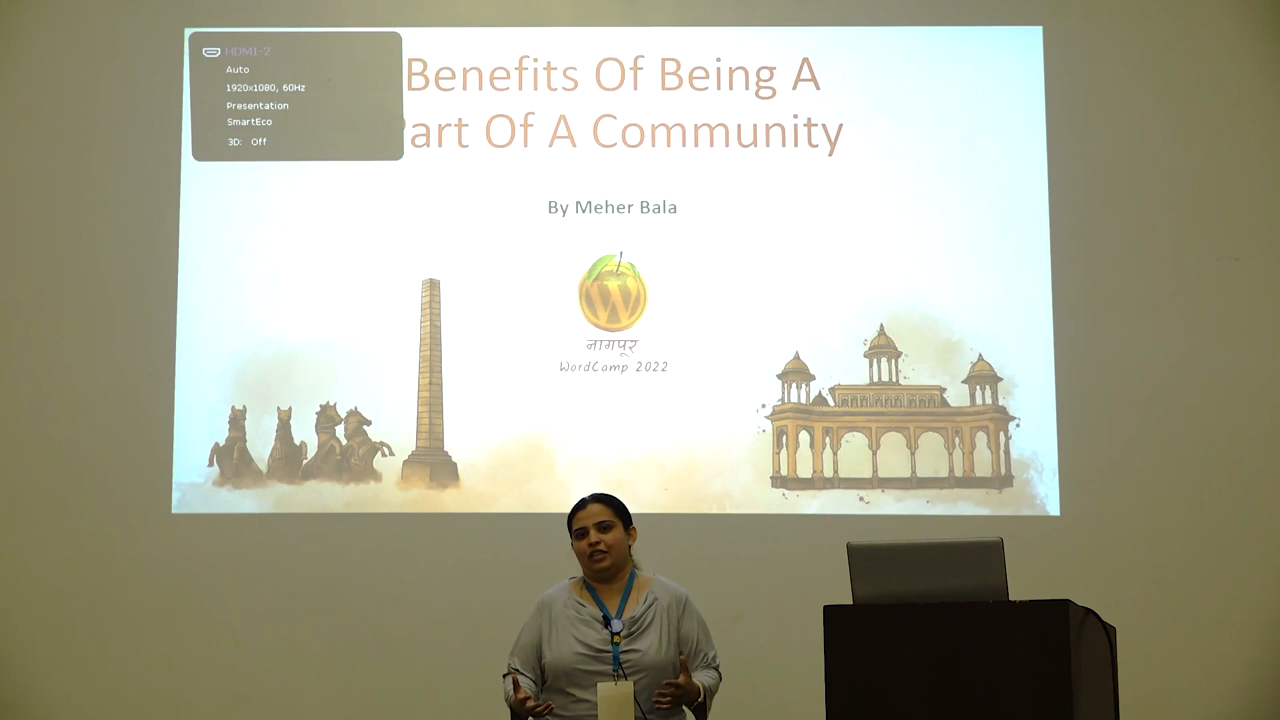 HDMI-2
Auto
1920x1080, 60Hz
Presentation
SmartEco
3D: Off
Benefits Of Being A
art Of A Community
By Meher Bala
W
नागपूर
WordCamp 2022